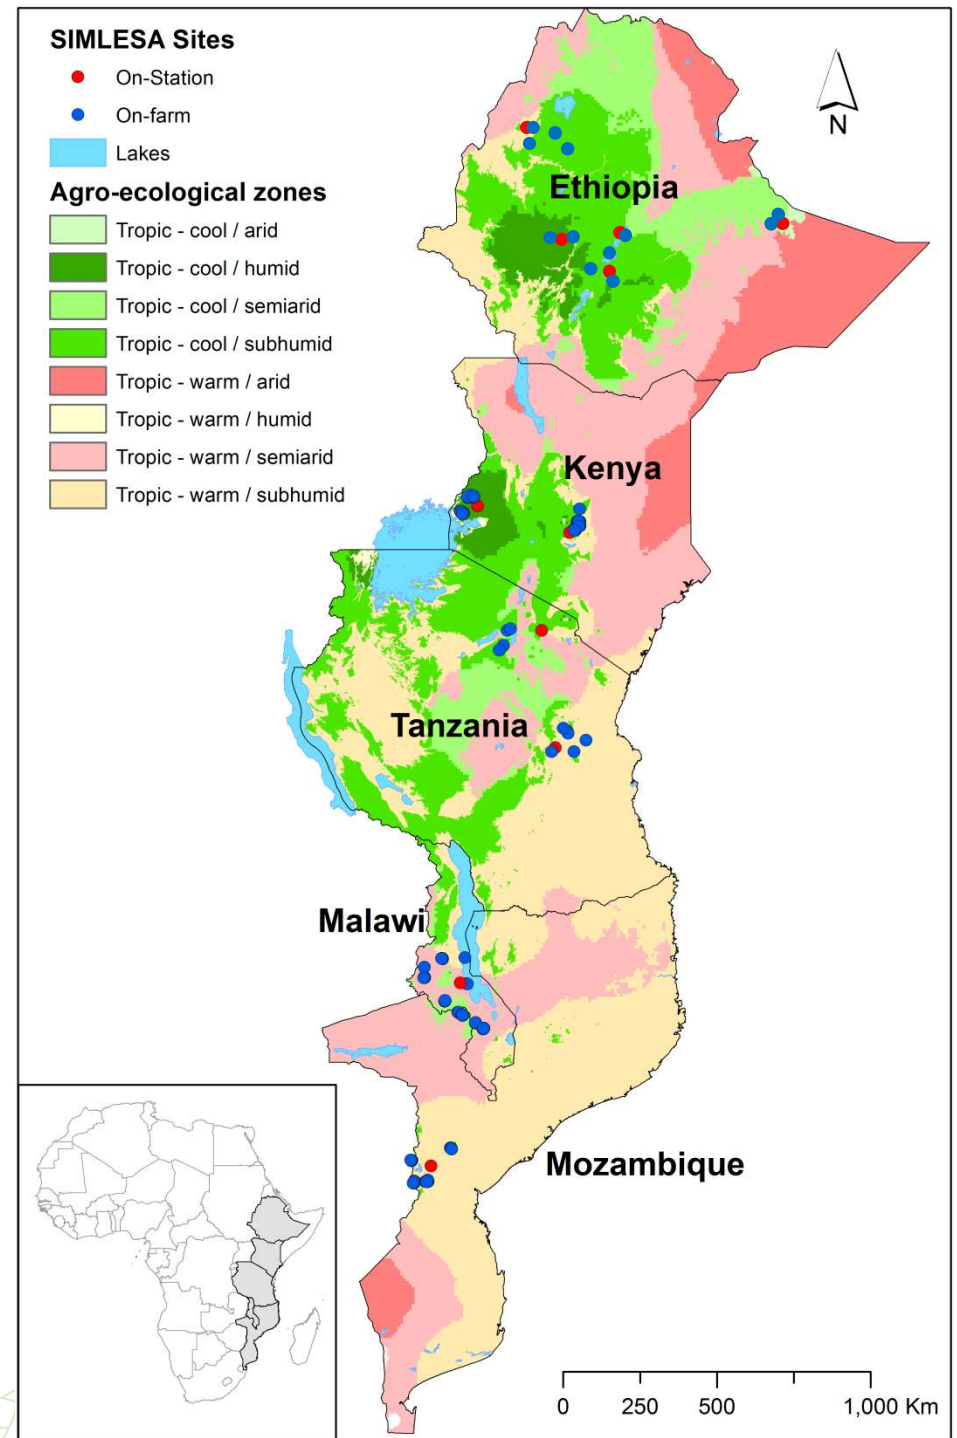 SIMLESA Sites
On-Station
On-farm
Lakes
Agro-ecological zones
Tropic - cool / arid
Tropic - cool / humid
Tropic - cool / semiarid
Tropic - cool / subhumid
Tropic - warm / arid
Tropic - warm / humid
Tropic - warm / semiarid
Tropic - warm / subhumid
N
Ethiopia
Kenya
Tanzania
Malawi
Mozambique
0 250 500 1,000 Km